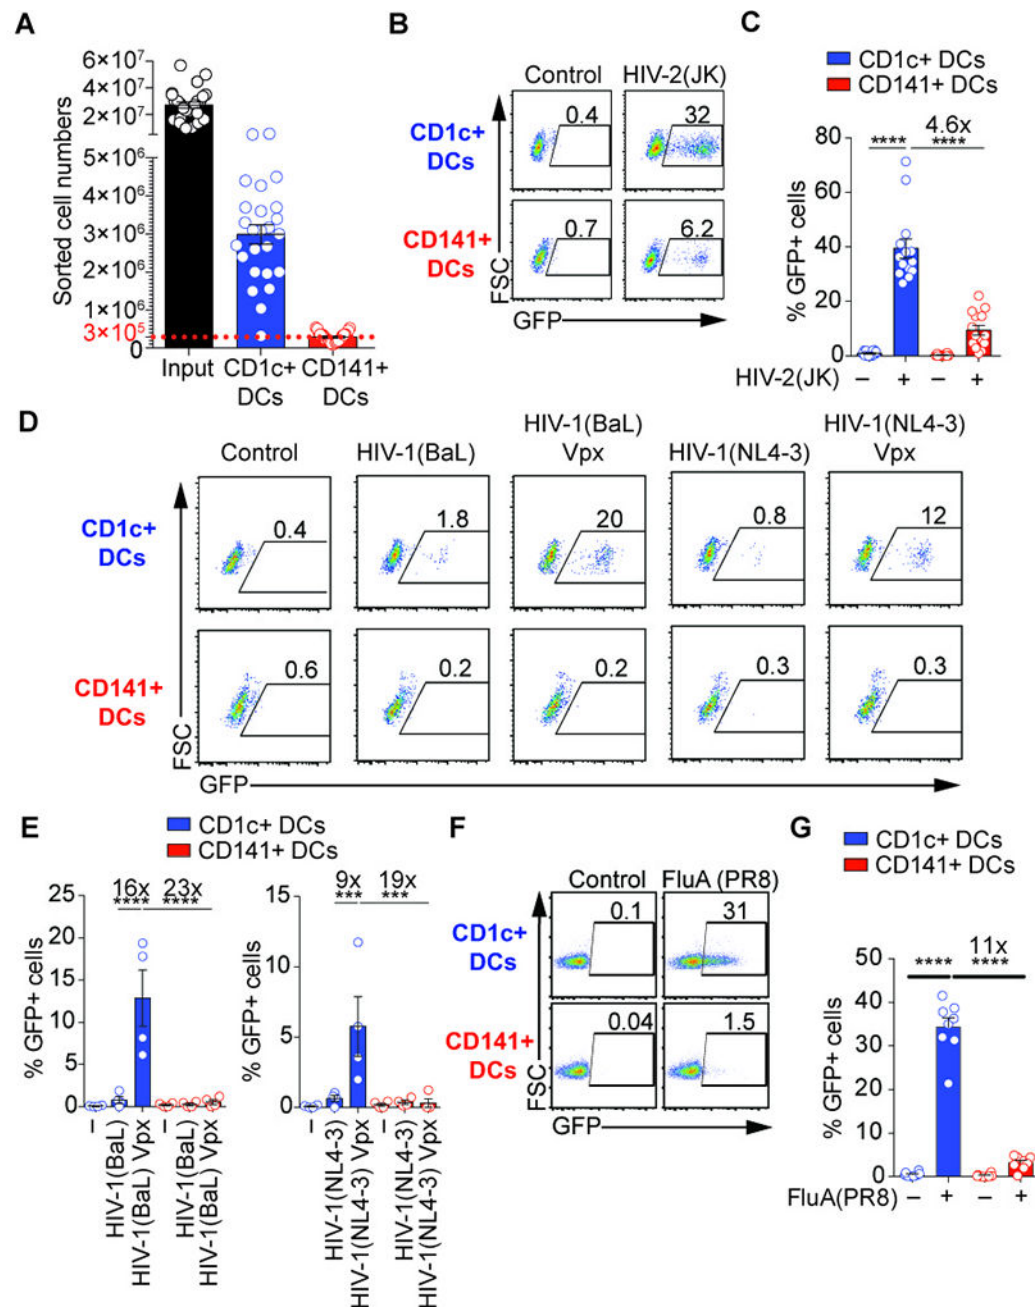 A
Sorted cell numbers
6×10⁷
4×10⁷
2×10⁷
5×10⁶
4×10⁶
3×10⁶
2×10⁶
1×10⁶
3×10⁵
0
Input
CD1c+
DCs
CD141+
DCs
B
Control
HIV-2(JK)
CD1c+
DCs
0.4
32
CD141+
DCs
0.7
6.2
FSC
GFP
C
CD1c+ DCs
CD141+ DCs
% GFP+ cells
80
60
40
20
0
****
4.6x
****
HIV-2(JK)
–
+
–
+
D
Control
HIV-1(BaL)
HIV-1(BaL)
Vpx
HIV-1(NL4-3)
HIV-1(NL4-3)
Vpx
CD1c+
DCs
0.4
1.8
20
0.8
12
CD141+
DCs
0.6
0.2
0.2
0.3
0.3
FSC
GFP
E
CD1c+ DCs
CD141+ DCs
% GFP+ cells
25
20
15
10
5
0
16x
****
23x
****
–
HIV-1(BaL)
HIV-1(BaL) Vpx
–
HIV-1(BaL)
HIV-1(BaL) Vpx
% GFP+ cells
15
10
5
0
9x
***
19x
***
–
HIV-1(NL4-3)
HIV-1(NL4-3) Vpx
–
HIV-1(NL4-3)
HIV-1(NL4-3) Vpx
F
Control
FluA (PR8)
CD1c+
DCs
0.1
31
CD141+
DCs
0.04
1.5
FSC
GFP
G
CD1c+ DCs
CD141+ DCs
% GFP+ cells
50
40
30
20
10
0
****
11x
****
FluA(PR8)
–
+
–
+